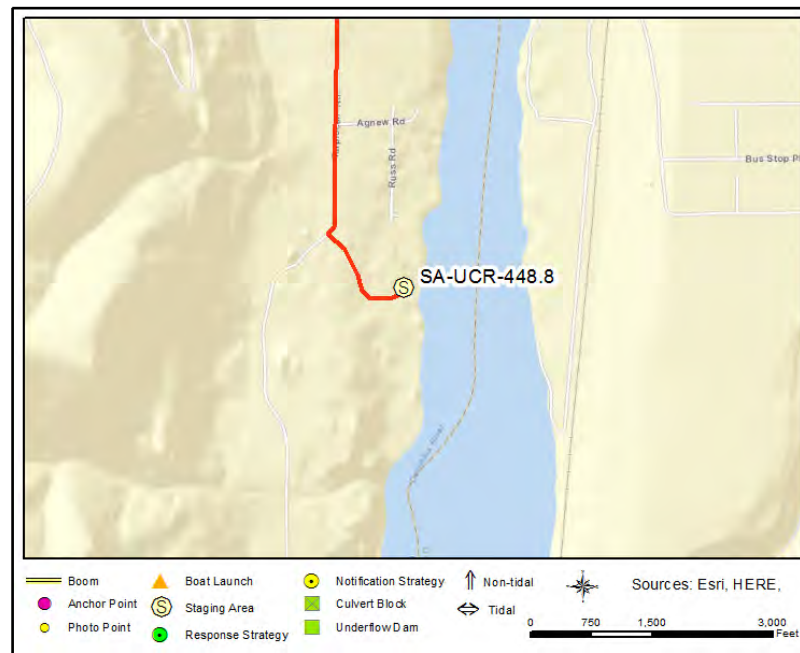 Agnew Rd
Russ Rd
Bus Stop Pl
S SA-UCR-448.8
Columbia River
Boom
Anchor Point
Photo Point
Boat Launch
S Staging Area
Response Strategy
Notification Strategy
Culvert Block
Underflow Dam
Non-tidal
Tidal
Sources: Esri, HERE,
0 750 1,500 3,000
Feet